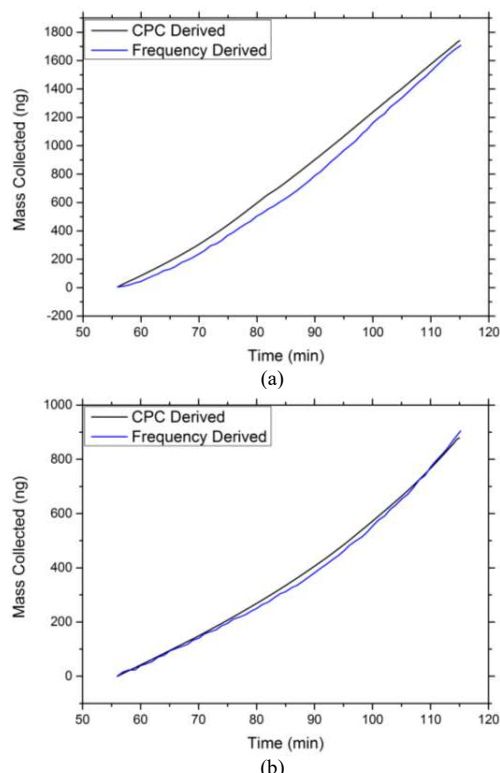 1800
1600
1400
1200
1000
800
600
400
200
0
-200
Mass Collected (ng)
CPC Derived
Frequency Derived
50 60 70 80 90 100 110 120
Time (min)
(a)
1000
800
600
400
200
0
Mass Collected (ng)
CPC Derived
Frequency Derived
50 60 70 80 90 100 110 120
Time (min)
(b)